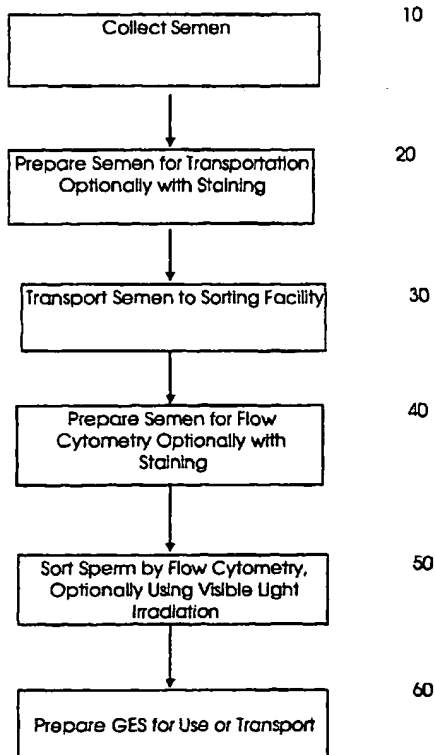 10
Collect Semen
20
Prepare Semen for Transportation
Optionally with Staining
Transport Semen to Sorting Facility
30
40
Prepare Semen for Flow
Cytometry Optionally with
Staining
50
Sort Sperm by Flow Cytometry,
Optionally Using Visible Light
Irradiation
60
Prepare GES for Use or Transport